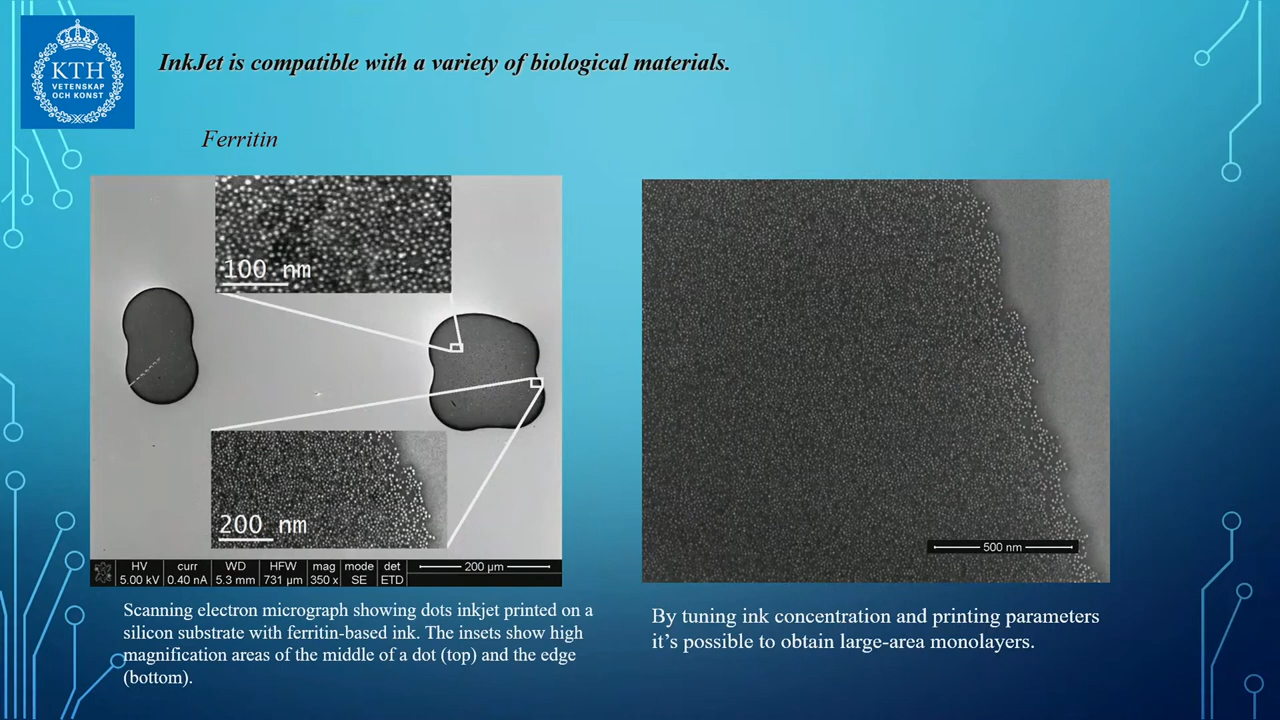 KTH
VETENSKAP
OCH KONST
InkJet is compatible with a variety of biological materials.
Ferritin
100 nm
200 nm
HV curr WD HFW mag mode det
5.00 kV 0.40 nA 5.3 mm 731 µm 350 x SE ETD
200 µm
500 nm
Scanning electron micrograph showing dots inkjet printed on a
silicon substrate with ferritin-based ink. The insets show high
magnification areas of the middle of a dot (top) and the edge
(bottom).
By tuning ink concentration and printing parameters
it’s possible to obtain large-area monolayers.